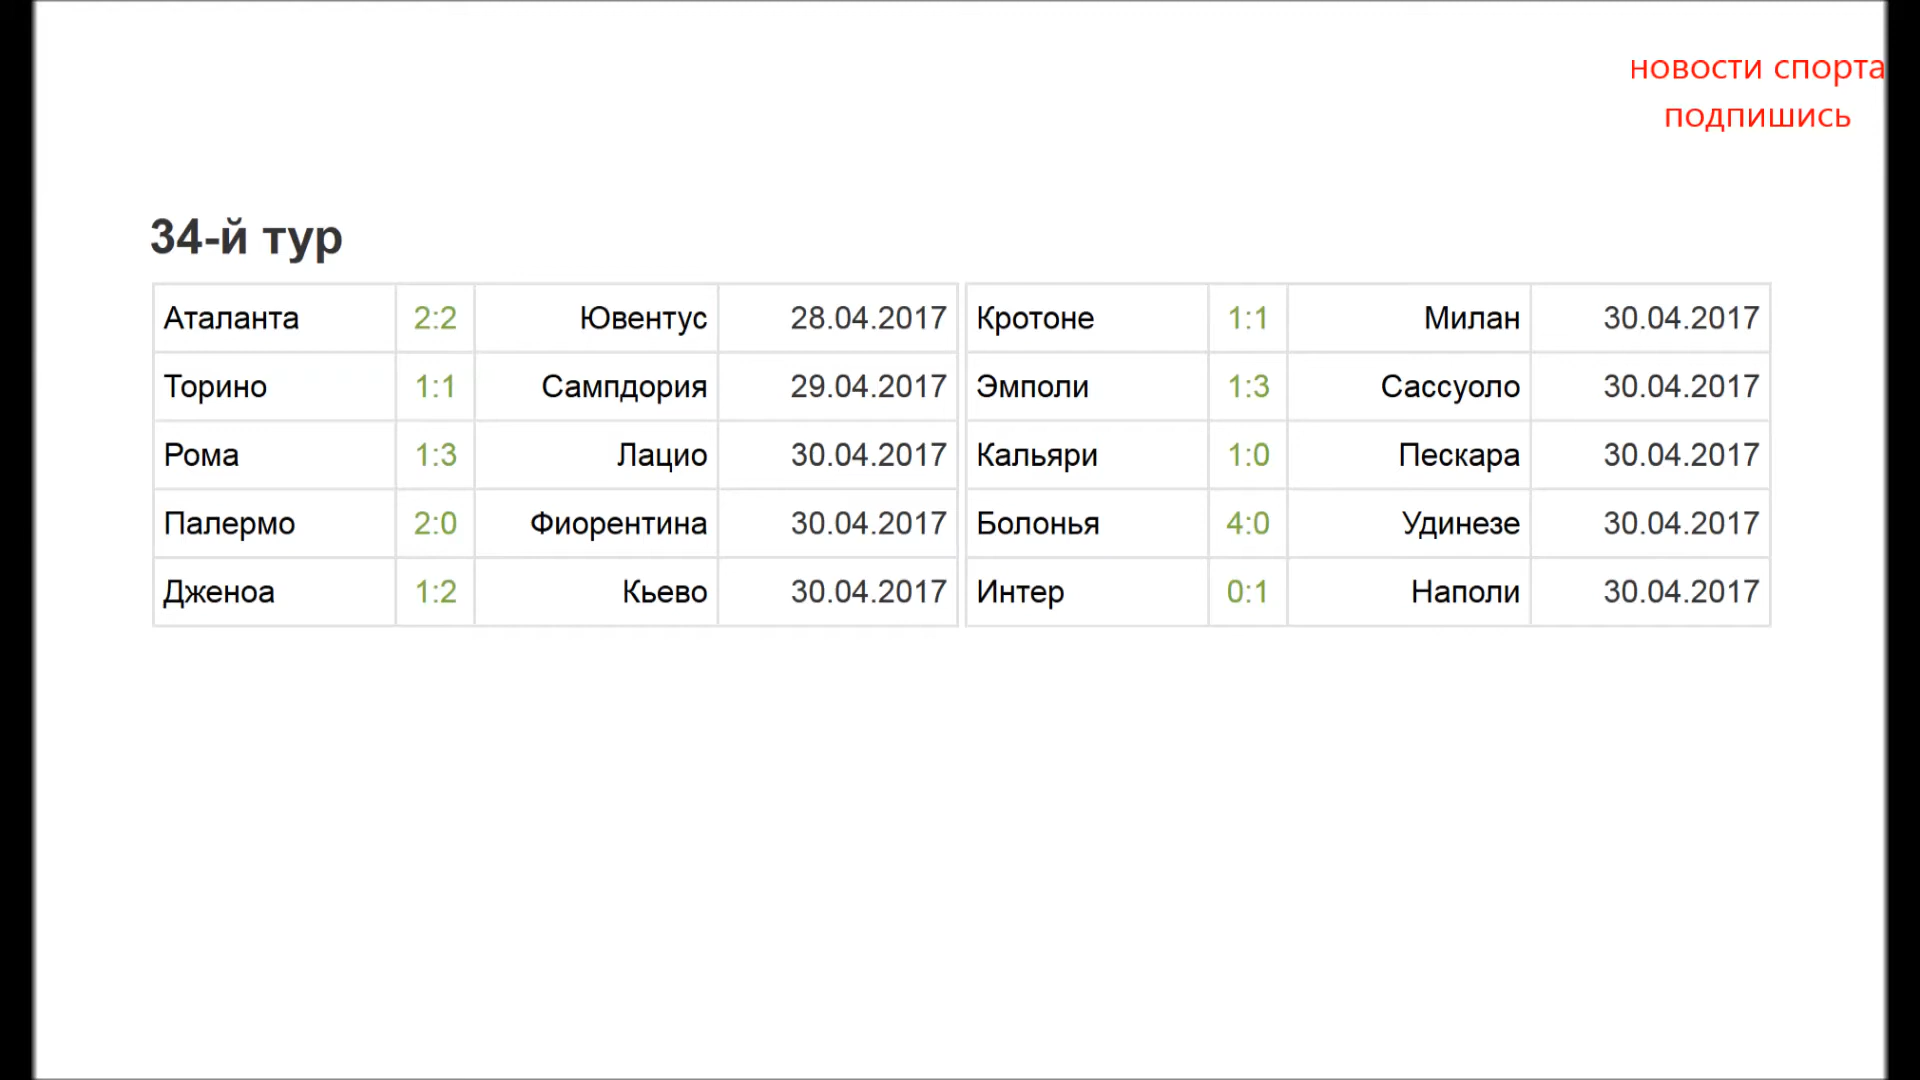 новости спорта
подпишись
34-й тур
Аталанта 2:2 Ювентус 28.04.2017 Кротоне 1:1 Милан 30.04.2017
Торино 1:1 Сампдория 29.04.2017 Эмполи 1:3 Сассуоло 30.04.2017
Рома 1:3 Лацио 30.04.2017 Кальяри 1:0 Пескара 30.04.2017
Палермо 2:0 Фиорентина 30.04.2017 Болонья 4:0 Удинезе 30.04.2017
Дженоа 1:2 Кьево 30.04.2017 Интер 0:1 Наполи 30.04.2017